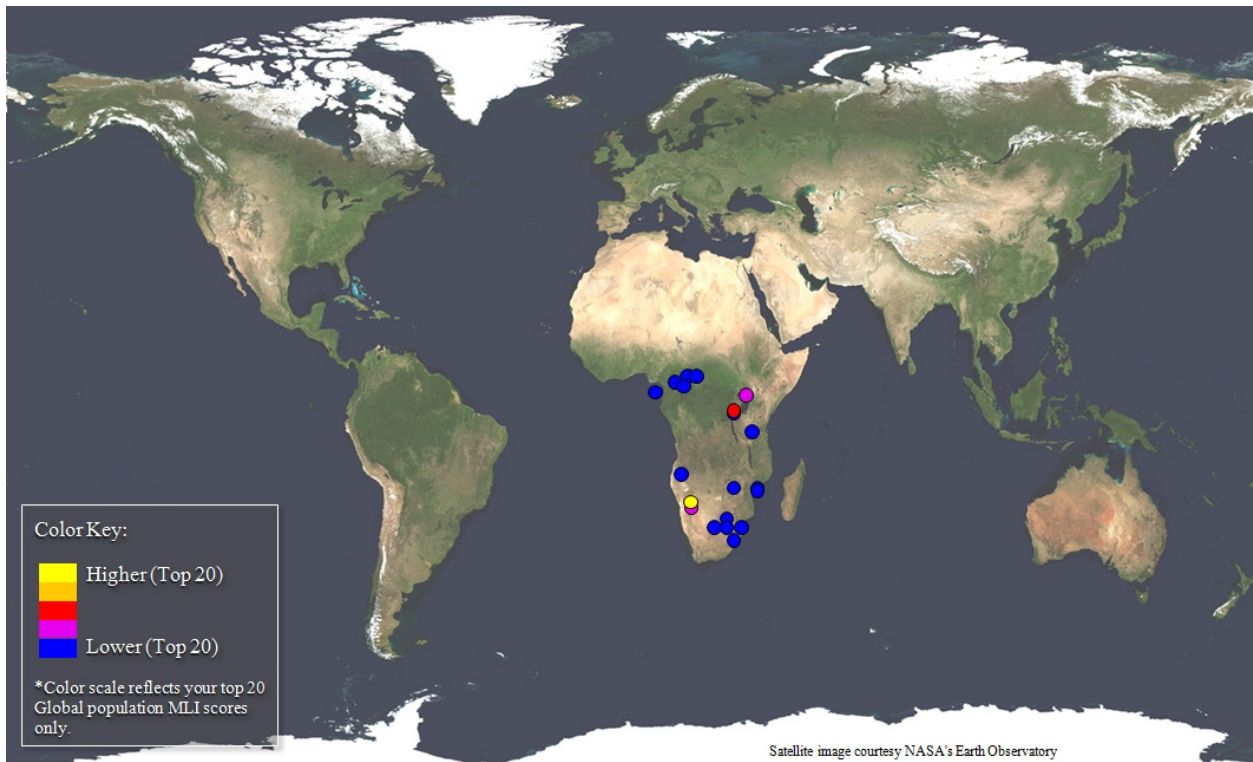 Color Key:
Higher (Top 20)
Lower (Top 20)
*Color scale reflects your top 20
Global population MLI scores
only.
Satellite image courtesy NASA's Earth Observatory